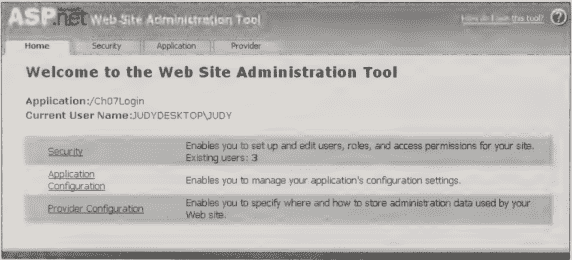 ASP.net Web Site Administration Tool
How do I use this tool? ?
Home Security Application Provider
Welcome to the Web Site Administration Tool
Application:/Ch07Login
Current User Name:JUDYDESKTOP\JUDY
Security
Enables you to set up and edit users, roles, and access permissions for your site.
Existing users: 3
Application
Configuration
Enables you to manage your application's configuration settings.
Provider Configuration
Enables you to specify where and how to store administration data used by your
Web site.